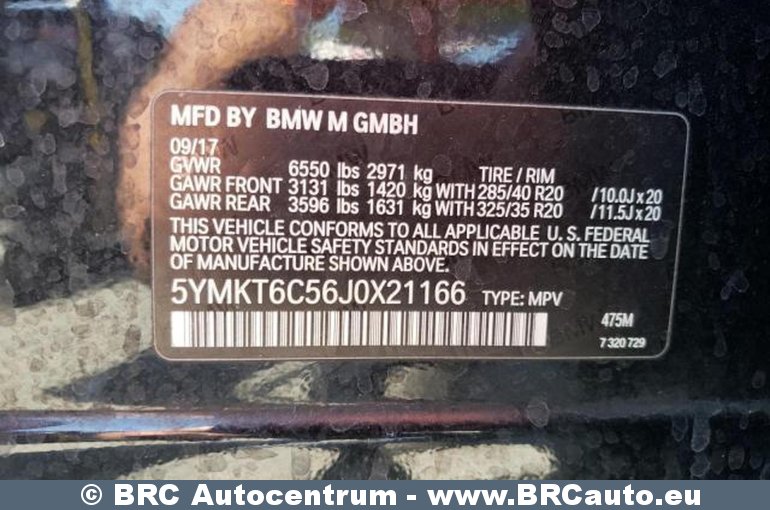 MFD BY BMW M GMBH
09/17
GVWR 6550 lbs 2971 kg TIRE / RIM
GAWR FRONT 3131 lbs 1420 kg WITH 285/40 R20 / 10.0J x 20
GAWR REAR 3596 lbs 1631 kg WITH 325/35 R20 / 11.5J x 20
THIS VEHICLE CONFORMS TO ALL APPLICABLE U. S. FEDERAL
MOTOR VEHICLE SAFETY STANDARDS IN EFFECT ON THE DATE
OF MANUFACTURE SHOWN ABOVE.
5YMKT6C56J0X21166 TYPE: MPV
475M
7 320 729
© BRC Autocentrum - www.BRCauto.eu